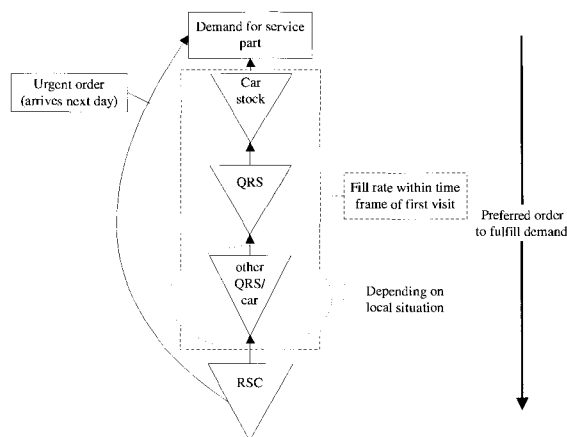 Demand for service
part
Urgent order
(arrives next day)
Car
stock
QRS
Fill rate within time
frame of first visit
Preferred order
to fulfill demand
other
QRS/
car
Depending on
local situation
RSC